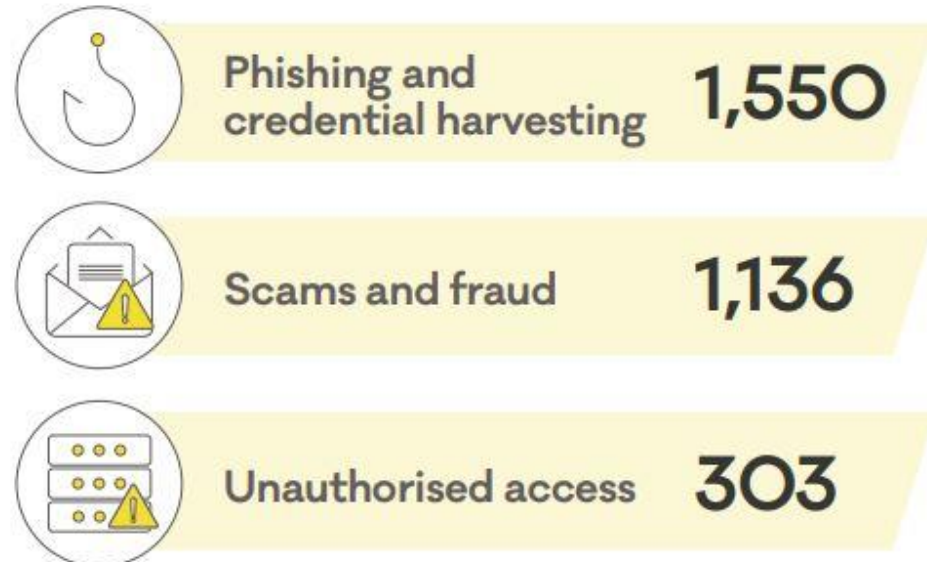 Phishing and
credential harvesting
1,550
Scams and fraud
1,136
Unauthorised access
303